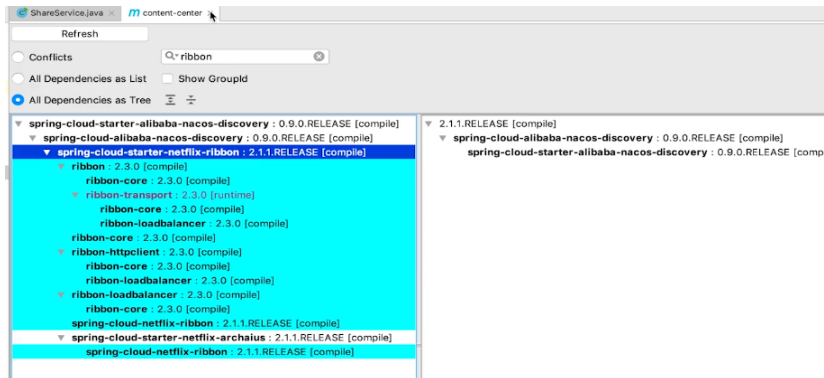 ShareService.java
content-center
Refresh
Conflicts
ribbon
All Dependencies as List
Show GroupId
All Dependencies as Tree
spring-cloud-starter-alibaba-nacos-discovery : 0.9.0.RELEASE [compile]
spring-cloud-alibaba-nacos-discovery : 0.9.0.RELEASE [compile]
spring-cloud-starter-netflix-ribbon : 2.1.1.RELEASE [compile]
ribbon : 2.3.0 [compile]
ribbon-core : 2.3.0 [compile]
ribbon-transport : 2.3.0 [runtime]
ribbon-core : 2.3.0 [compile]
ribbon-loadbalancer : 2.3.0 [compile]
ribbon-core : 2.3.0 [compile]
ribbon-httpclient : 2.3.0 [compile]
ribbon-core : 2.3.0 [compile]
ribbon-loadbalancer : 2.3.0 [compile]
ribbon-loadbalancer : 2.3.0 [compile]
ribbon-core : 2.3.0 [compile]
spring-cloud-netflix-ribbon : 2.1.1.RELEASE [compile]
spring-cloud-starter-netflix-archaius : 2.1.1.RELEASE [compile]
spring-cloud-netflix-ribbon : 2.1.1.RELEASE [compile]
2.1.1.RELEASE [compile]
spring-cloud-alibaba-nacos-discovery : 0.9.0.RELEASE [compile]
spring-cloud-starter-alibaba-nacos-discovery : 0.9.0.RELEASE [comp